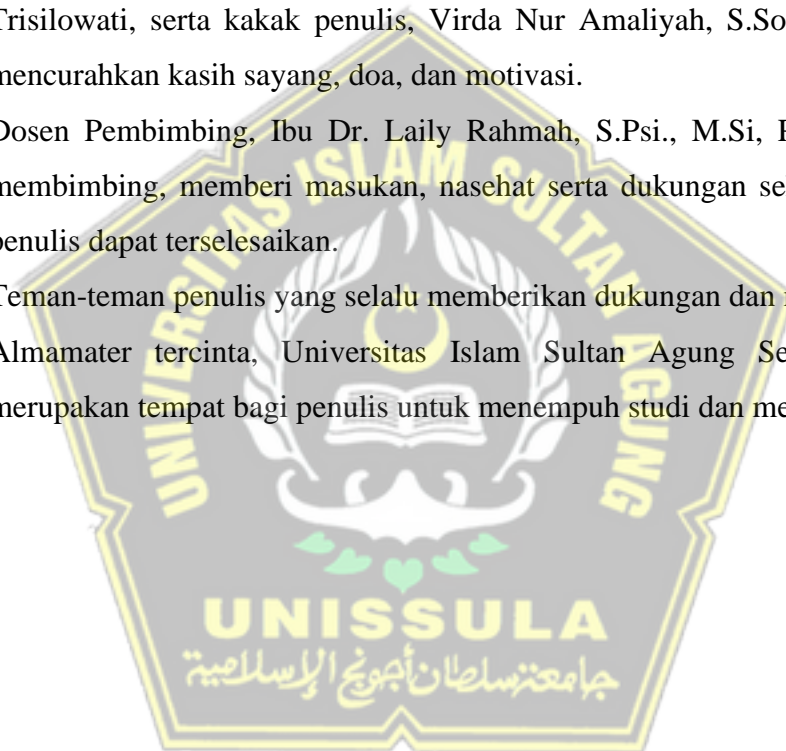 Trisilowati, serta kakak penulis, Virda Nur Amaliyah, S.So
mencurahkan kasih sayang, doa, dan motivasi.
Dosen Pembimbing, Ibu Dr. Laily Rahmah, S.Psi., M.Si,
membimbing, memberi masukan, nasehat serta dukungan se
penulis dapat terselesaikan.
Teman-teman penulis yang selalu memberikan dukungan dan
Almamater tercinta, Universitas Islam Sultan Agung Se
merupakan tempat bagi penulis untuk menempuh studi dan me
UNIVERSITAS ISLAM SULTAN AGUNG
UNISSULA
جامعتسلطان أجونج الإسلامية